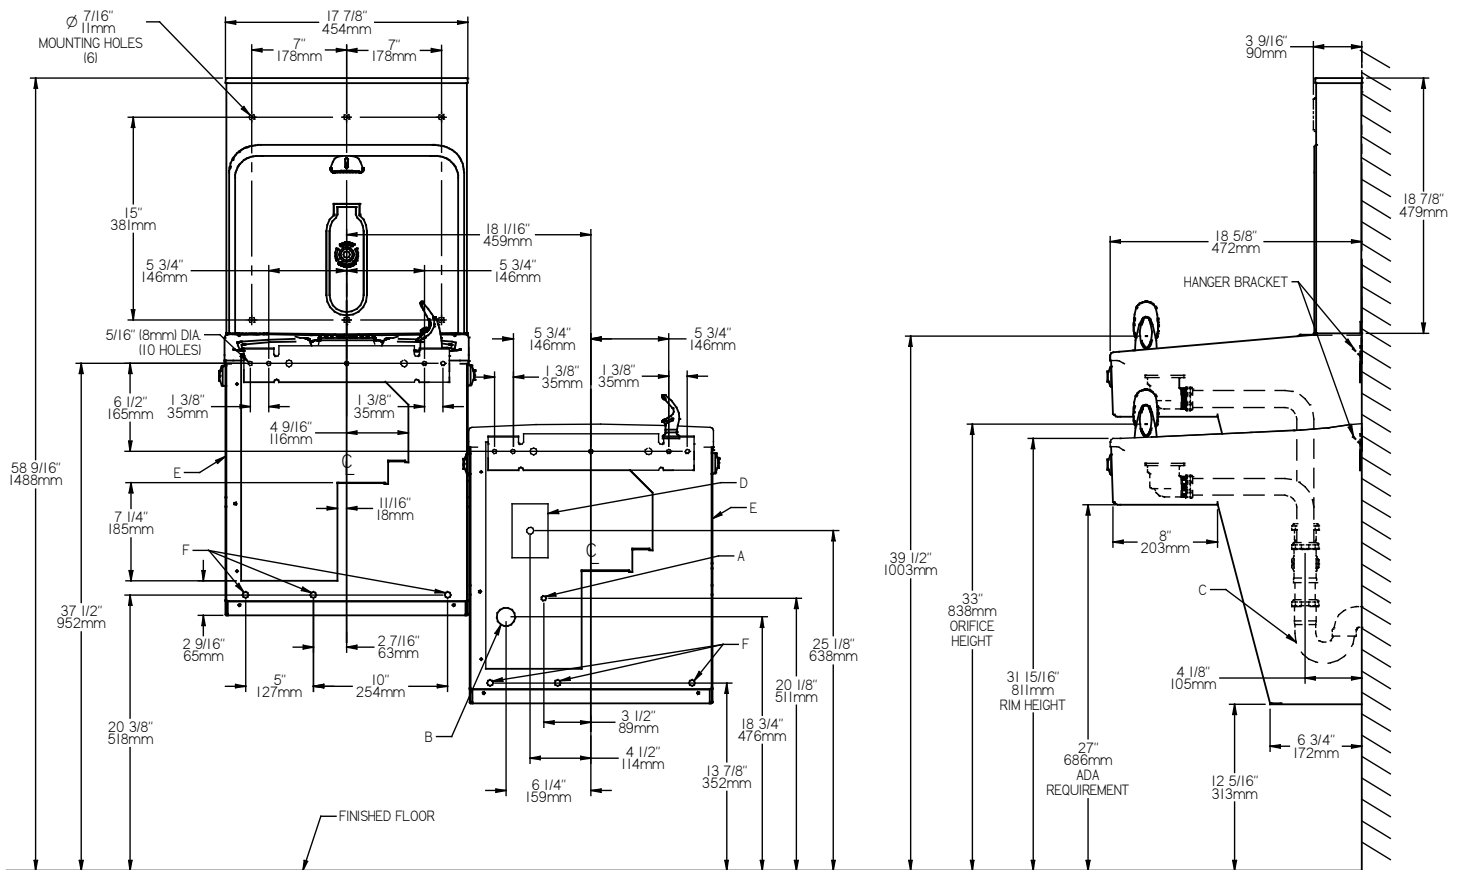 Ø 7/16"
11mm
MOUNTING HOLES
(6)
17 7/8"
454mm
7"
178mm
7"
178mm
15"
381mm
18 1/16"
459mm
5 3/4"
146mm
5 3/4"
146mm
5/16" (8mm) DIA.
(10 HOLES)
5 3/4"
146mm
5 3/4"
146mm
1 3/8"
35mm
1 3/8"
35mm
6 1/2"
165mm
1 3/8"
35mm
1 3/8"
35mm
4 9/16"
116mm
58 9/16"
1488mm
E
C
L
D
E
11/16"
18mm
7 1/4"
185mm
F
C
L
A
37 1/2"
952mm
2 9/16"
65mm
2 7/16"
63mm
F
25 1/8"
638mm
5"
127mm
10"
254mm
20 1/8"
511mm
20 3/8"
518mm
B
3 1/2"
89mm
18 3/4"
476mm
4 1/2"
114mm
13 7/8"
352mm
6 1/4"
159mm
FINISHED FLOOR
3 9/16"
90mm
18 7/8"
479mm
18 5/8"
472mm
HANGER BRACKET
8"
203mm
39 1/2"
1003mm
33"
838mm
ORIFICE
HEIGHT
C
31 15/16"
811mm
RIM HEIGHT
4 1/8"
105mm
27"
686mm
ADA
REQUIREMENT
6 3/4"
172mm
12 5/16"
313mm